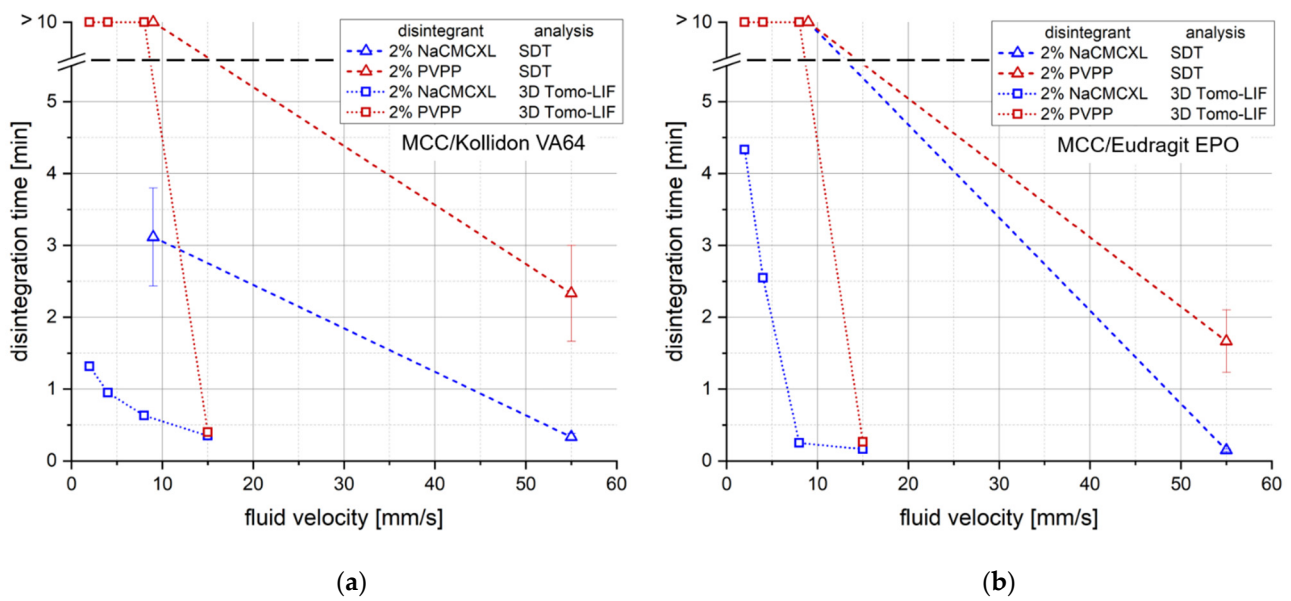 > 10
5
4
3
2
1
0
disintegration time [min]
disintegrant analysis
2% NaCMCXL SDT
2% PVPP SDT
2% NaCMCXL 3D Tomo-LIF
2% PVPP 3D Tomo-LIF
MCC/Kollidon VA64
0 10 20 30 40 50 60
fluid velocity [mm/s]
(a)
> 10
5
4
3
2
1
0
disintegration time [min]
disintegrant analysis
2% NaCMCXL SDT
2% PVPP SDT
2% NaCMCXL 3D Tomo-LIF
2% PVPP 3D Tomo-LIF
MCC/Eudragit EPO
0 10 20 30 40 50 60
fluid velocity [mm/s]
(b)